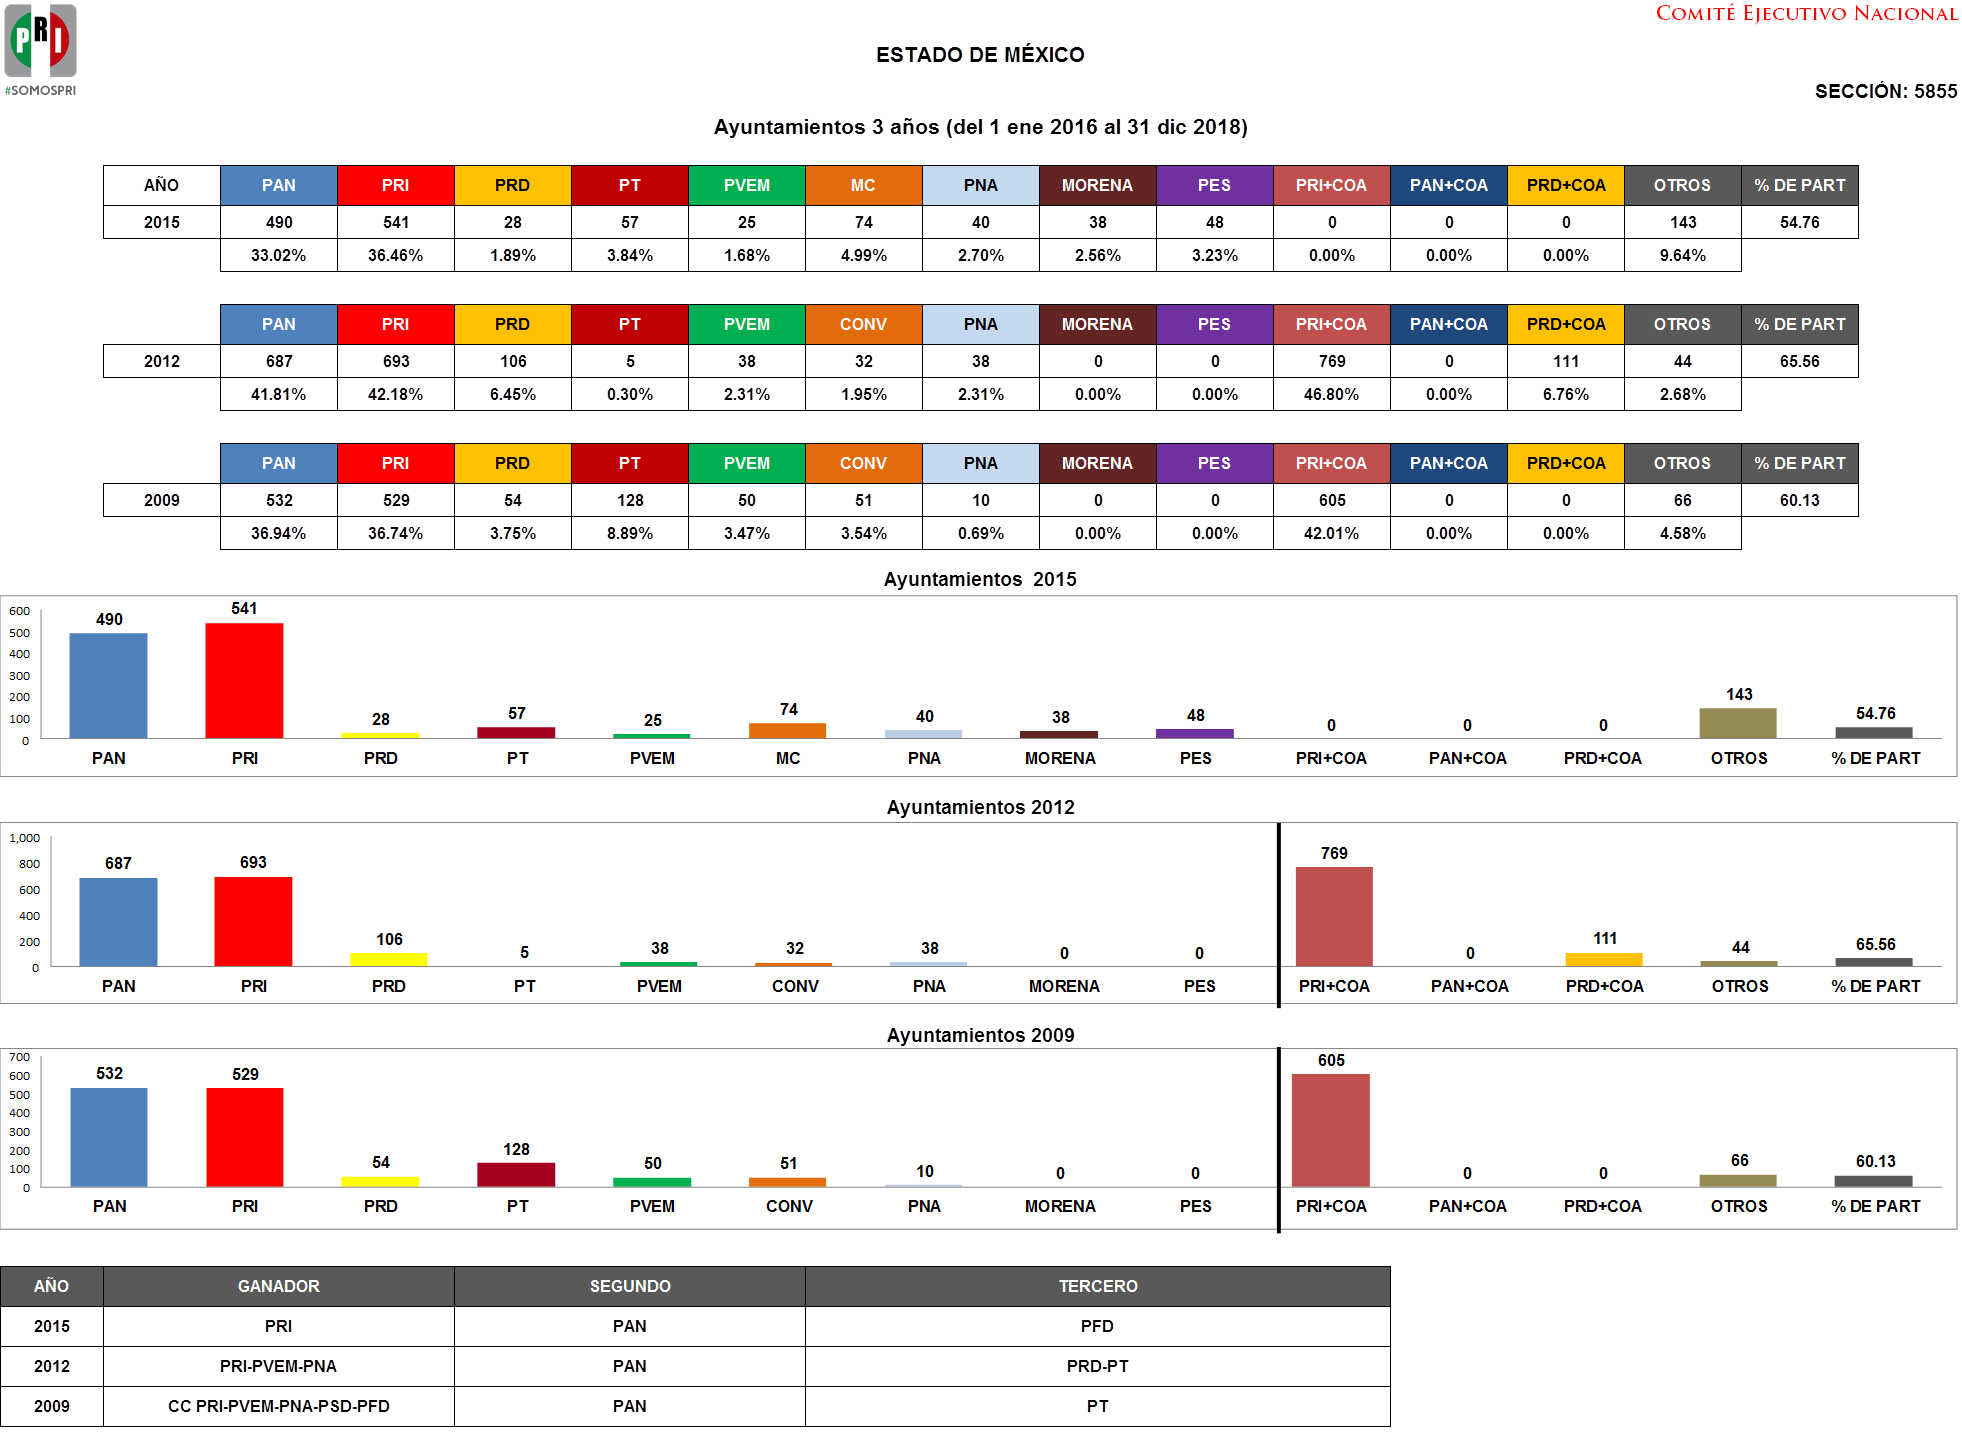 PRI
#SOMOSPRI
COMITÉ EJECUTIVO NACIONAL
ESTADO DE MÉXICO
SECCIÓN: 5855
Ayuntamientos 3 años (del 1 ene 2016 al 31 dic 2018)
AÑO PAN PRI PRD PT PVEM MC PNA MORENA PES PRI+COA PAN+COA PRD+COA OTROS % DE PART
2015 490 541 28 57 25 74 40 38 48 0 0 0 143 54.76
33.02% 36.46% 1.89% 3.84% 1.68% 4.99% 2.70% 2.56% 3.23% 0.00% 0.00% 0.00% 9.64%
PAN PRI PRD PT PVEM CONV PNA MORENA PES PRI+COA PAN+COA PRD+COA OTROS % DE PART
2012 687 693 106 5 38 32 38 0 0 769 0 111 44 65.56
41.81% 42.18% 6.45% 0.30% 2.31% 1.95% 2.31% 0.00% 0.00% 46.80% 0.00% 6.76% 2.68%
PAN PRI PRD PT PVEM CONV PNA MORENA PES PRI+COA PAN+COA PRD+COA OTROS % DE PART
2009 532 529 54 128 50 51 10 0 0 605 0 0 66 60.13
36.94% 36.74% 3.75% 8.89% 3.47% 3.54% 0.69% 0.00% 0.00% 42.01% 0.00% 0.00% 4.58%
Ayuntamientos 2015
600
500
400
300
200
100
0
490 541 28 57 25 74 40 38 48 0 0 0 143 54.76
PAN PRI PRD PT PVEM MC PNA MORENA PES PRI+COA PAN+COA PRD+COA OTROS % DE PART
Ayuntamientos 2012
1,000
800
600
400
200
0
687 693 106 5 38 32 38 0 0 769 0 111 44 65.56
PAN PRI PRD PT PVEM CONV PNA MORENA PES PRI+COA PAN+COA PRD+COA OTROS % DE PART
Ayuntamientos 2009
700
600
500
400
300
200
100
0
532 529 54 128 50 51 10 0 0 605 0 0 66 60.13
PAN PRI PRD PT PVEM CONV PNA MORENA PES PRI+COA PAN+COA PRD+COA OTROS % DE PART
AÑO GANADOR SEGUNDO TERCERO
2015 PRI PAN PFD
2012 PRI-PVEM-PNA PAN PRD-PT
2009 CC PRI-PVEM-PNA-PSD-PFD PAN PT